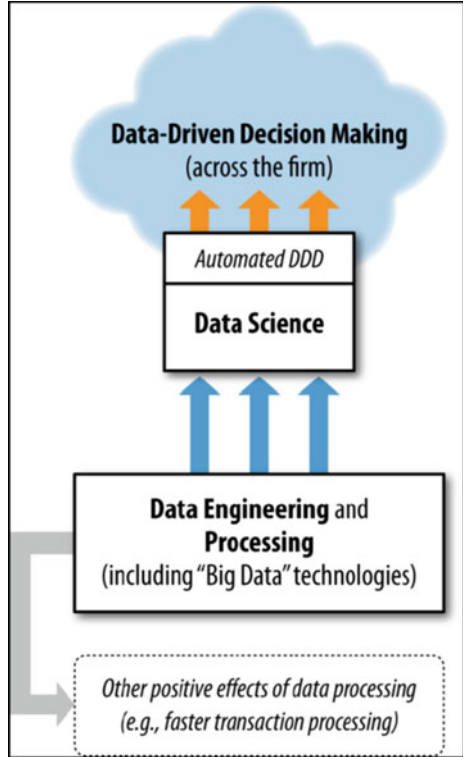 Data-Driven Decision Making
(across the firm)
Automated DDD
Data Science
Data Engineering and
Processing
(including “Big Data” technologies)
Other positive effects of data processing
(e.g., faster transaction processing)